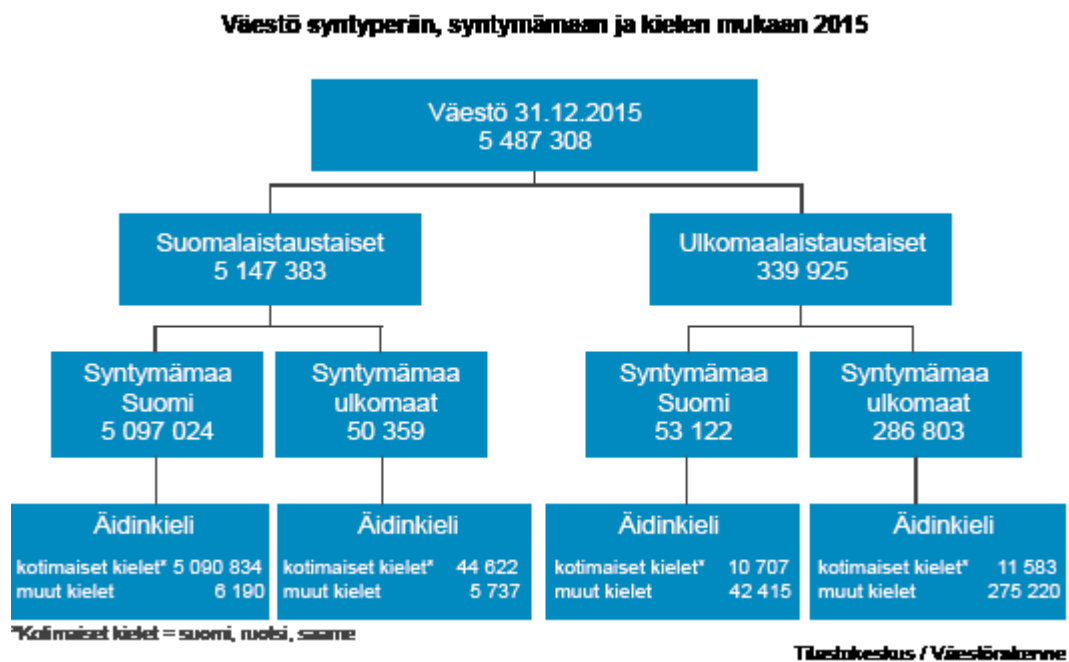 Väestö syntyperän, syntymämaan ja kielen mukaan 2015
Väestö 31.12.2015
5 487 308
Suomalaistaustaiset
5 147 383
Ulkomaalaistaustaiset
339 925
Syntymämaa
Suomi
5 097 024
Syntymämaa
ulkomaat
50 359
Syntymämaa
Suomi
53 122
Syntymämaa
ulkomaat
286 803
Äidinkieli
kotimaiset kielet* 5 090 834
muut kielet 6 190
Äidinkieli
kotimaiset kielet* 44 622
muut kielet 5 737
Äidinkieli
kotimaiset kielet* 10 707
muut kielet 42 415
Äidinkieli
kotimaiset kielet* 11 583
muut kielet 275 220
*Kotimaiset kielet = suomi, ruotsi, saame
Tilastokeskus / Väestörakenne